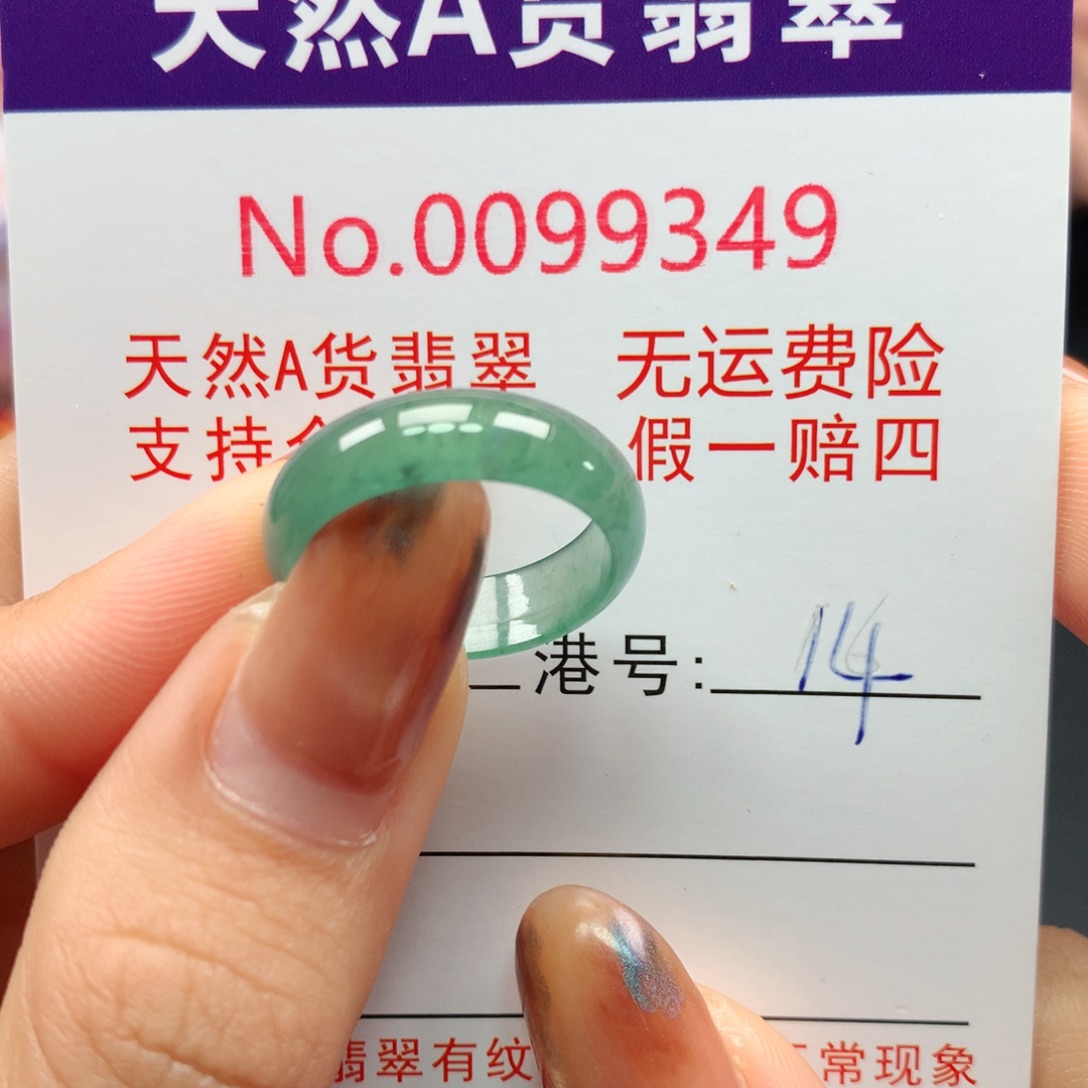 天然A货翡翠
No.0099349
天然A货翡翠 无运费险
支持 假一赔四
港号: 14
翡翠有纹 常现象